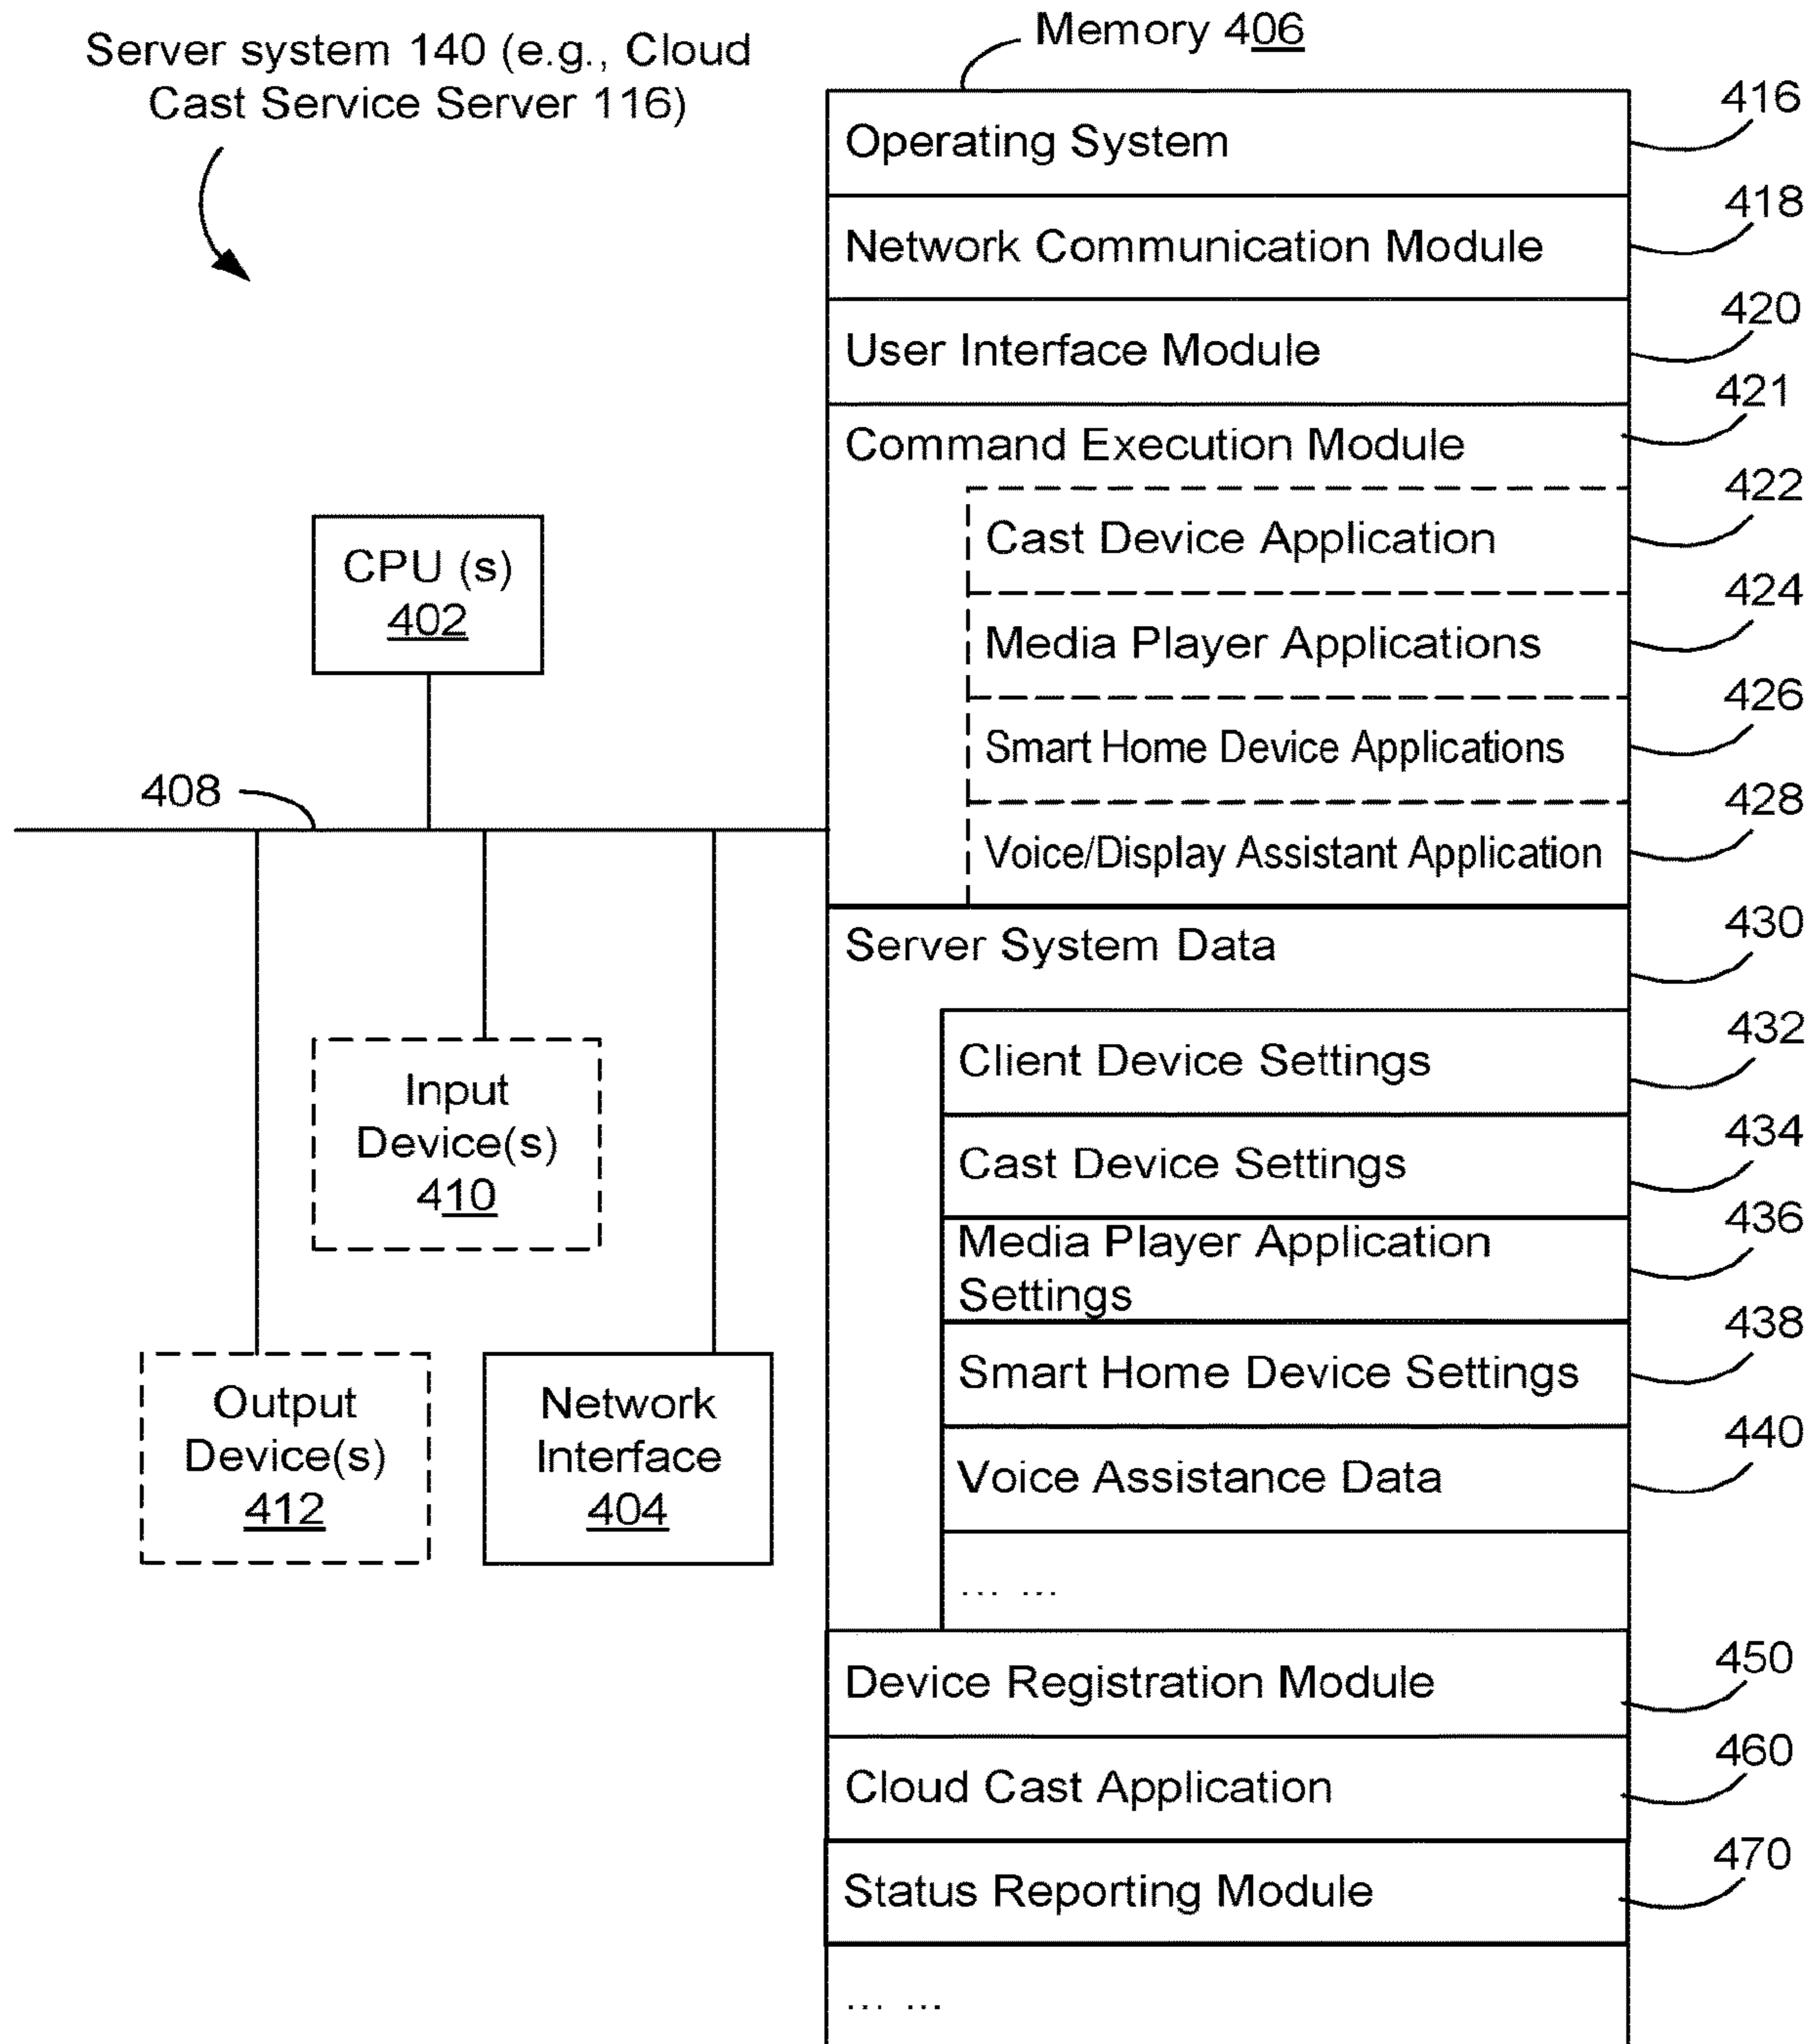 Server system 140 (e.g., Cloud
Cast Service Server 116)
Memory 406
Operating System
416
Network Communication Module
418
User Interface Module
420
Command Execution Module
421
Cast Device Application
422
Media Player Applications
424
Smart Home Device Applications
426
Voice/Display Assistant Application
428
CPU (s)
402
408
Input
Device(s)
410
Output
Device(s)
412
Network
Interface
404
Server System Data
430
Client Device Settings
432
Cast Device Settings
434
Media Player Application
Settings
436
Smart Home Device Settings
438
Voice Assistance Data
440
... ...
Device Registration Module
450
Cloud Cast Application
460
Status Reporting Module
470
... ...